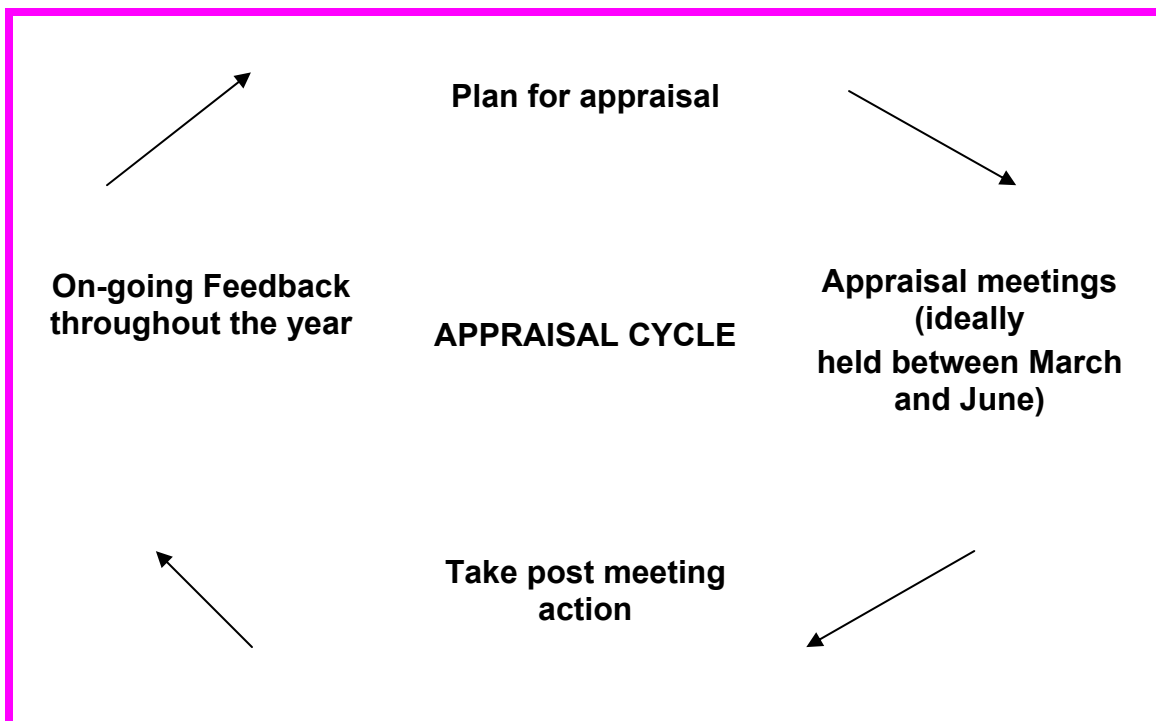 Plan for appraisal
On-going Feedback
throughout the year
APPRAISAL CYCLE
Appraisal meetings
(ideally
held between March
and June)
Take post meeting
action